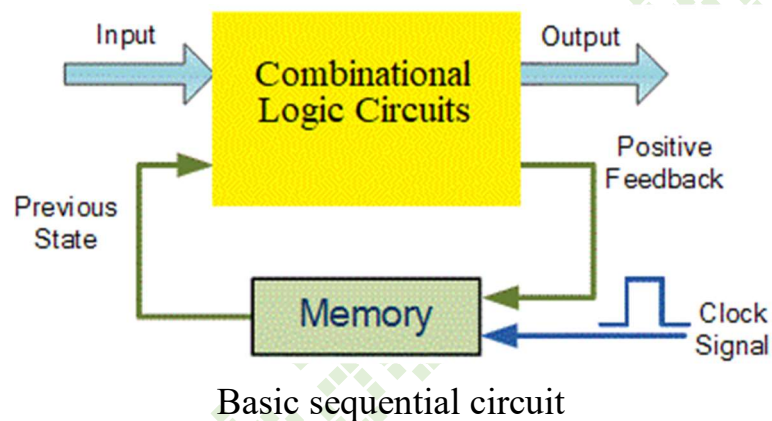 Input
Output
Combinational
Logic Circuits
Positive
Feedback
Previous
State
Memory
Clock
Signal
Basic sequential circuit